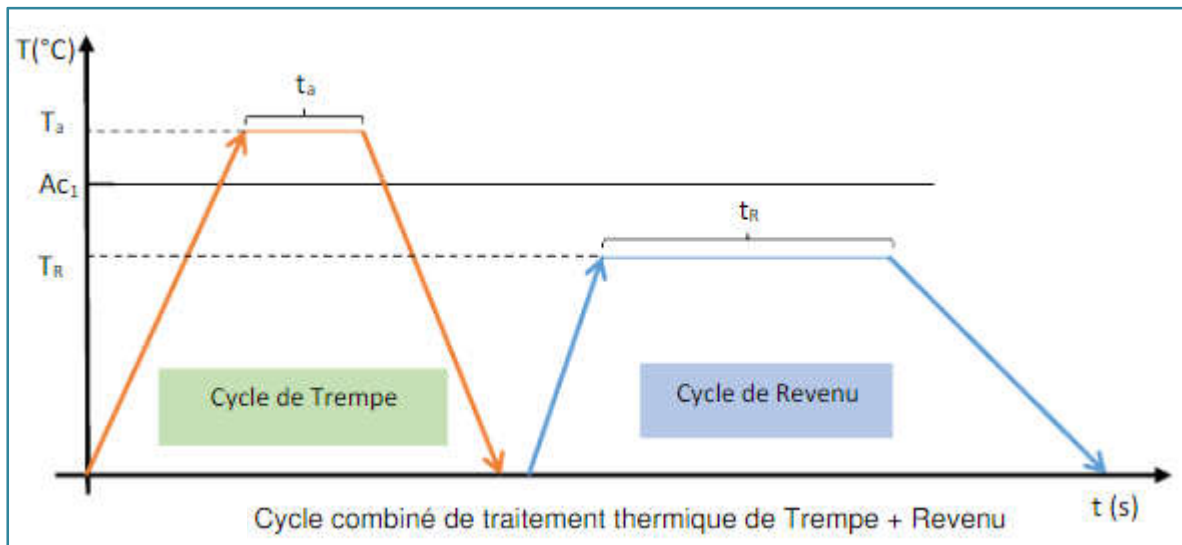 T(°C)
tₐ
Tₐ
Ac₁
t_R
T_R
Cycle de Trempe
Cycle de Revenu
t (s)
Cycle combiné de traitement thermique de Trempe + Revenu